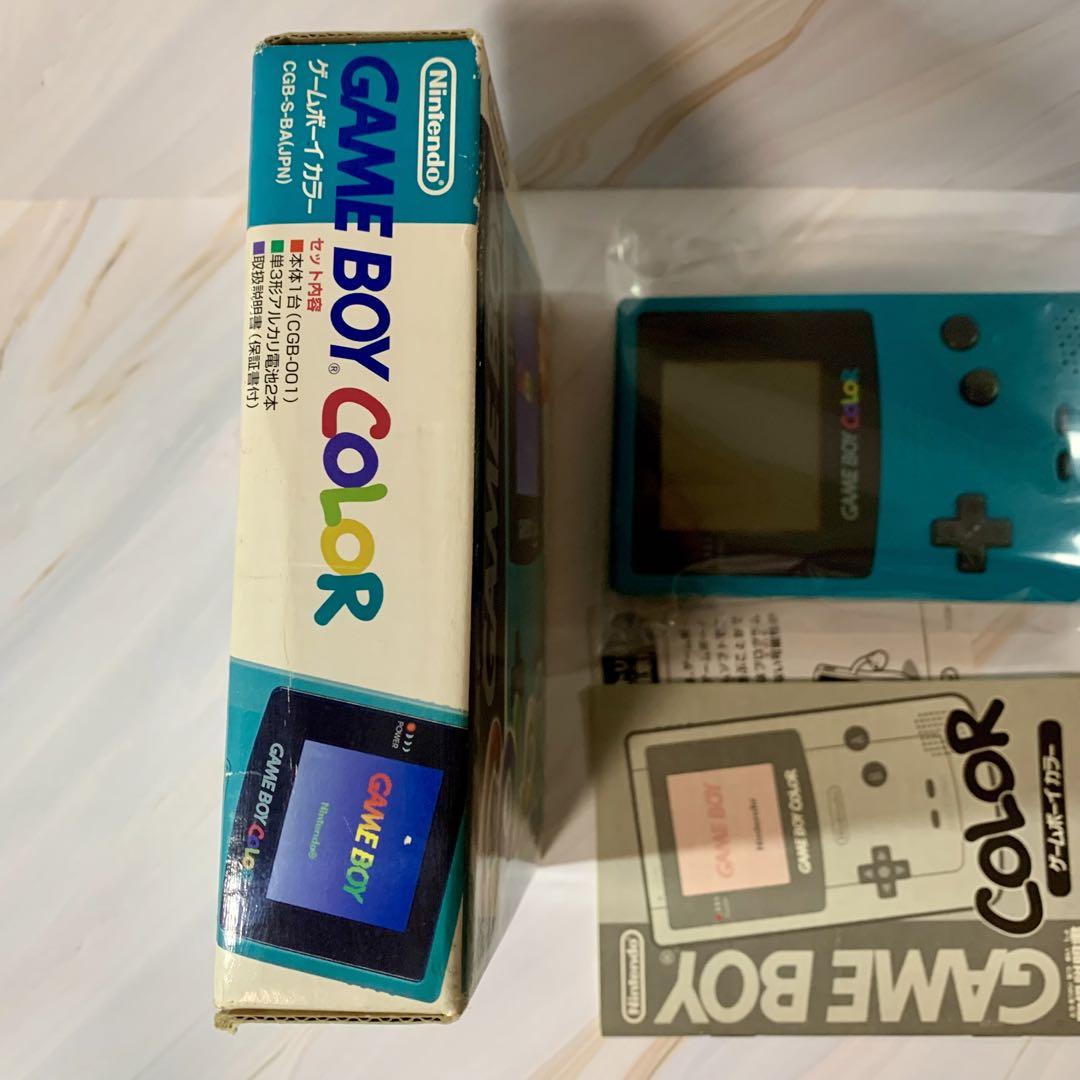 Nintendo®
GAME BOY® COLOR
ゲームボーイ カラー
CGB-S-BA(JPN)
セット内容
■本体1台(CGB-001)
■単3形アルカリ電池2本
■取扱説明書(保証書付)
POWER
GAME BOY
Nintendo®
GAME BOY COLOR
GAME BOY COLOR
GAME BOY
Nintendo
GAME BOY COLOR
Nintendo
A
B
COLOR
ゲームボーイカラー
GAME BOY®
Nintendo